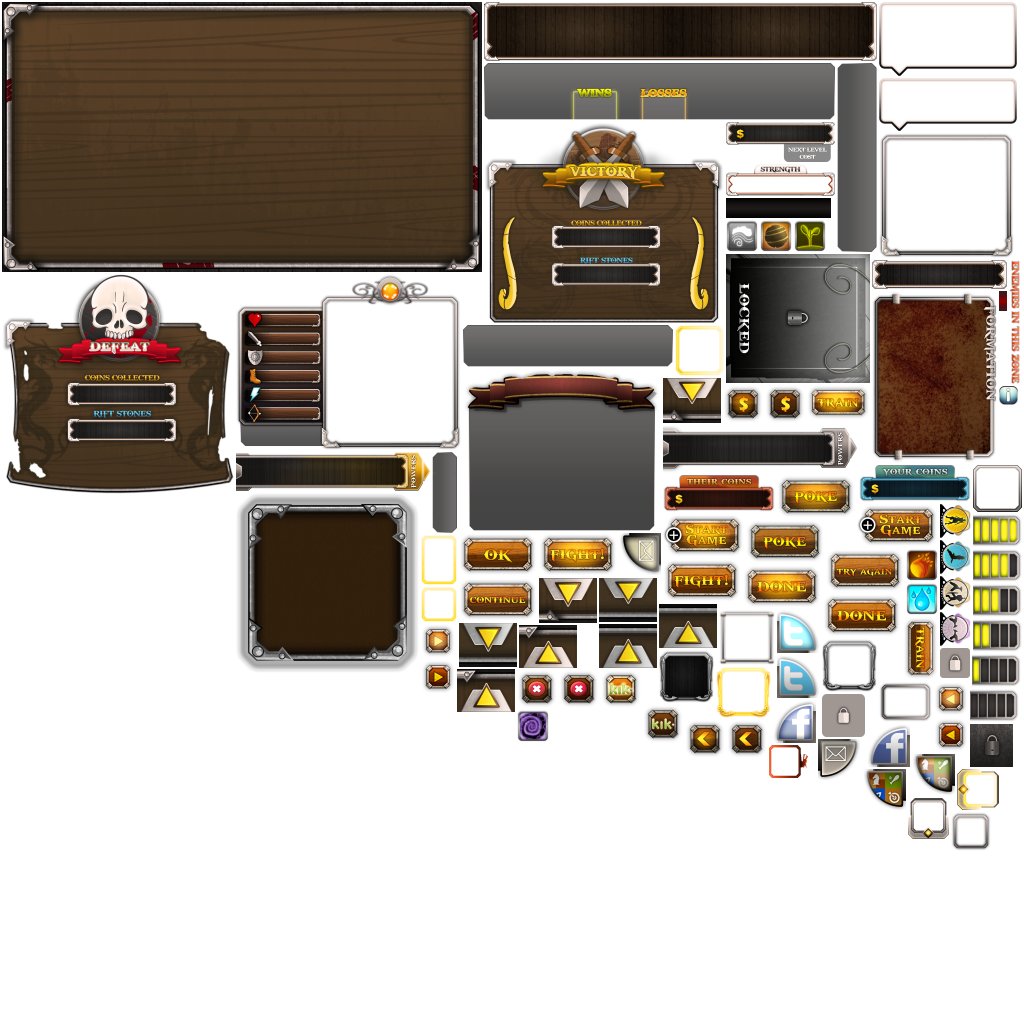 WINS
LOSSES
$
NEXT LEVEL
COST
STRENGTH
VICTORY
COINS COLLECTED
RIFT STONES
LOCKED
ENEMIES IN THIS ZONE
FORMATION
i
DEFEAT
COINS COLLECTED
RIFT STONES
$
$
TRAIN
POWERS
POWERS
THEIR COINS
$
POKE
YOUR COINS
$
START
GAME
START
GAME
POKE
OK
FIGHT!
TRY AGAIN
FIGHT!
DONE
CONTINUE
DONE
TRAIN
kik
kik
t
t
f
f